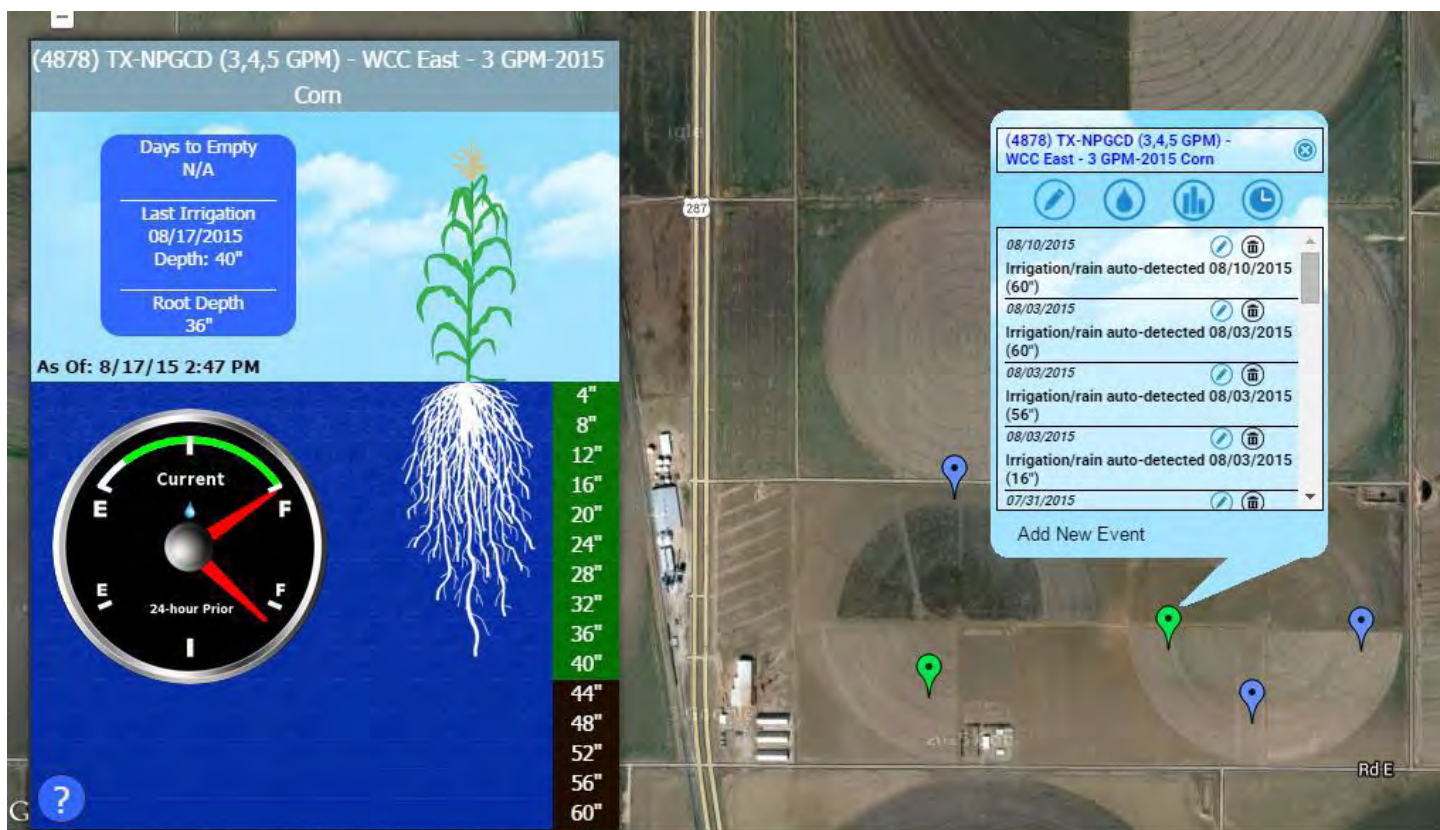 (4878) TX-NPGCD (3,4,5 GPM) - WCC East - 3 GPM-2015
Corn
Days to Empty
N/A
Last Irrigation
08/17/2015
Depth: 40"
Root Depth
36"
As Of: 8/17/15 2:47 PM
Current
E
F
E
F
24-hour Prior
4"
8"
12"
16"
20"
24"
28"
32"
36"
40"
44"
48"
52"
56"
60"
?
G
287
(4878) TX-NPGCD (3,4,5 GPM) -
WCC East - 3 GPM-2015 Corn
08/10/2015
Irrigation/rain auto-detected 08/10/2015
(60")
08/03/2015
Irrigation/rain auto-detected 08/03/2015
(60")
08/03/2015
Irrigation/rain auto-detected 08/03/2015
(56")
08/03/2015
Irrigation/rain auto-detected 08/03/2015
(16")
07/31/2015
Add New Event
Rd E